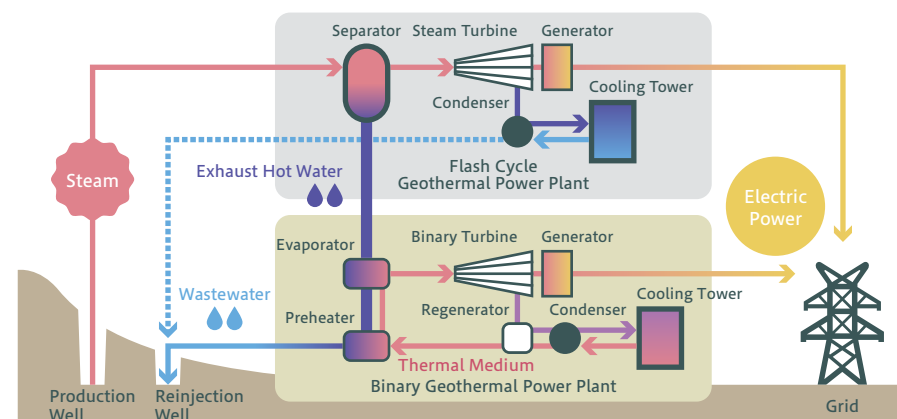 Separator
Steam Turbine
Generator
Condenser
Cooling Tower
Steam
Exhaust Hot Water
Flash Cycle
Geothermal Power Plant
Electric
Power
Evaporator
Binary Turbine
Generator
Wastewater
Preheater
Regenerator
Condenser
Cooling Tower
Thermal Medium
Binary Geothermal Power Plant
Production
Well
Reinjection
Well
Grid